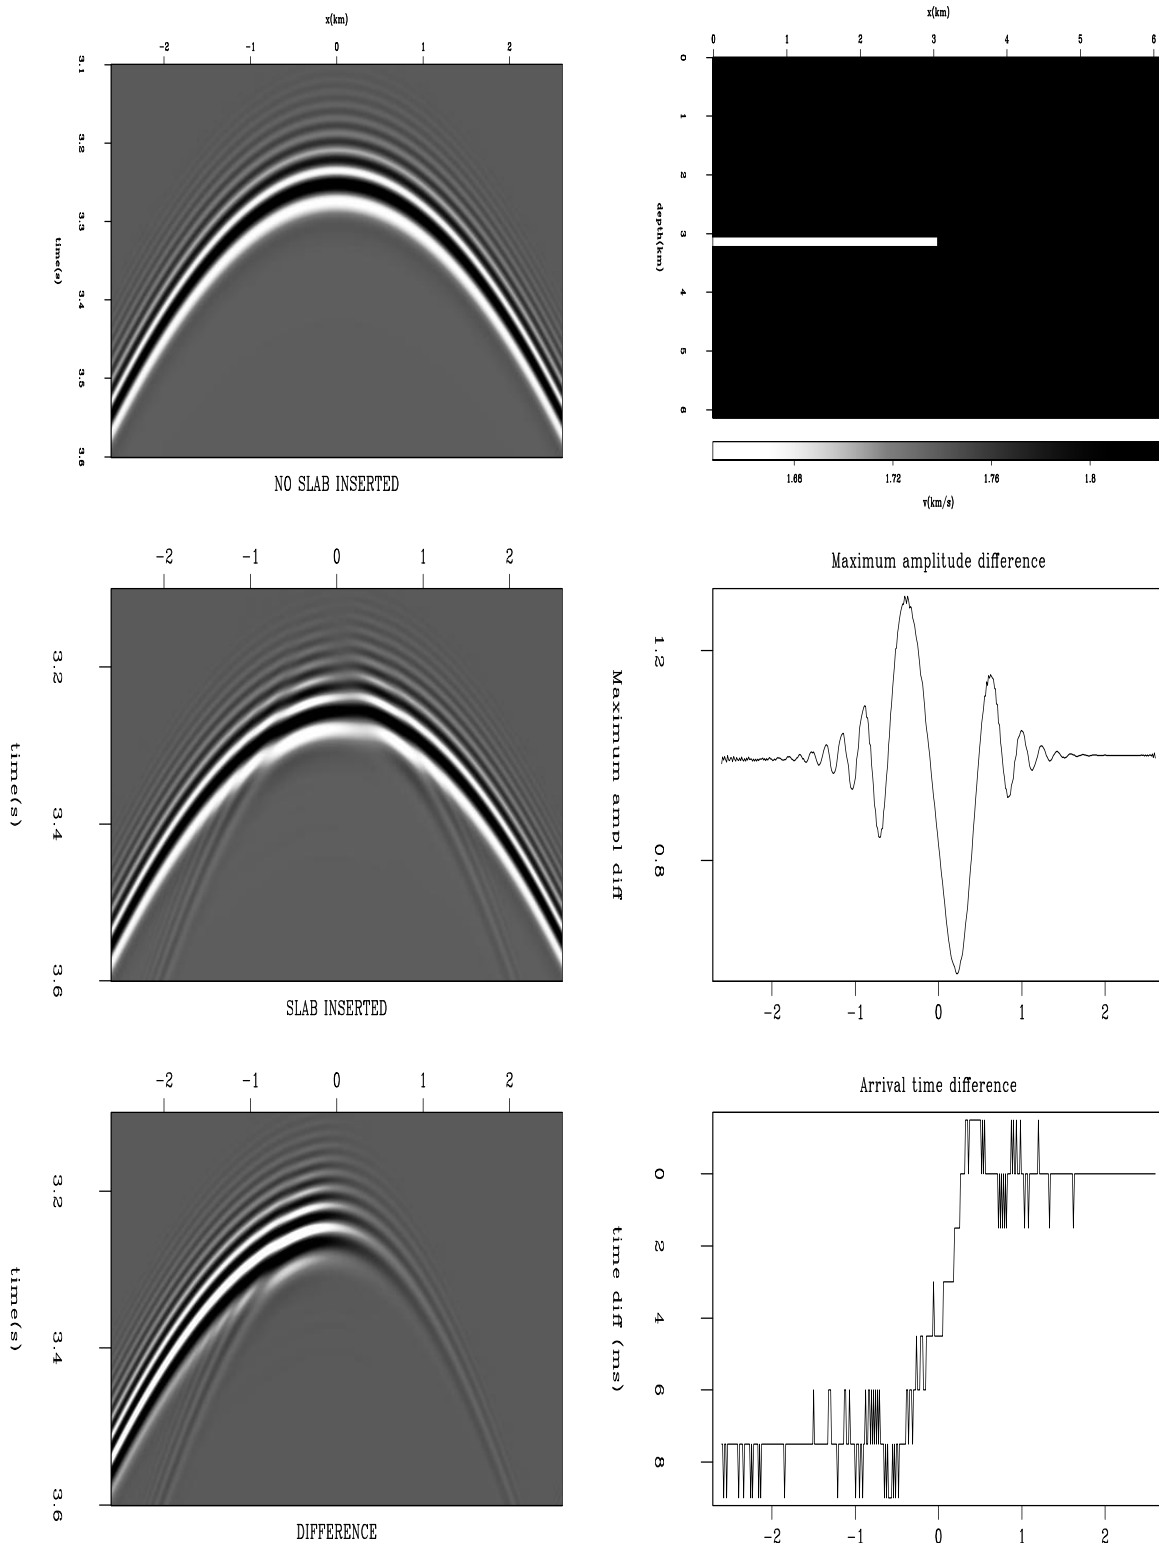 x(km)
-2 -1 0 1 2
3.1
3.2
3.3
3.4
3.5
3.6
time(s)
NO SLAB INSERTED
x(km)
0 1 2 3 4 5 6
0
1
2
3
4
5
6
depth(km)
1.68 1.72 1.76 1.8
v(km/s)
-2 -1 0 1 2
3.2
3.4
3.6
time(s)
SLAB INSERTED
Maximum amplitude difference
1.2
0.8
Maximum ampl diff
-2 -1 0 1 2
-2 -1 0 1 2
3.2
3.4
3.6
time(s)
DIFFERENCE
Arrival time difference
0
2
4
6
8
time diff (ms)
-2 -1 0 1 2